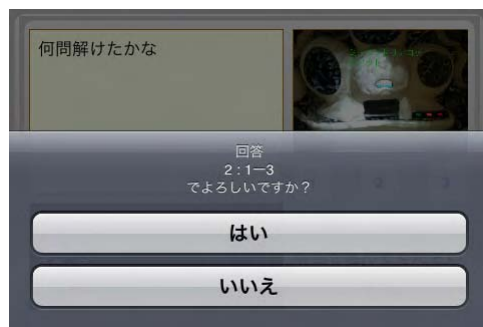 何問解けたかな
回答
2:1ー3
でよろしいですか?
はい
いいえ